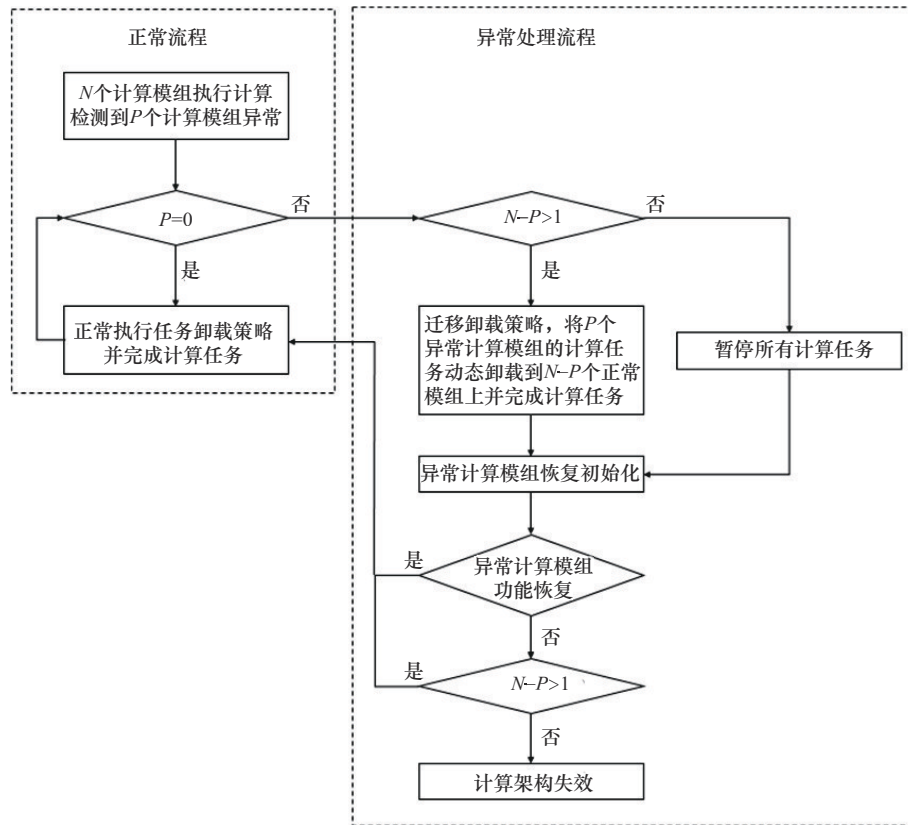 正常流程
N个计算模组执行计算
检测到P个计算模组异常
P=0
否
是
正常执行任务卸载策略
并完成计算任务
异常处理流程
N-P>1
否
是
迁移卸载策略，将P个
异常计算模组的计算任
务动态卸载到N-P个正常
模组上并完成计算任务
暂停所有计算任务
异常计算模组恢复初始化
异常计算模组
功能恢复
是
否
N-P>1
是
否
计算架构失效